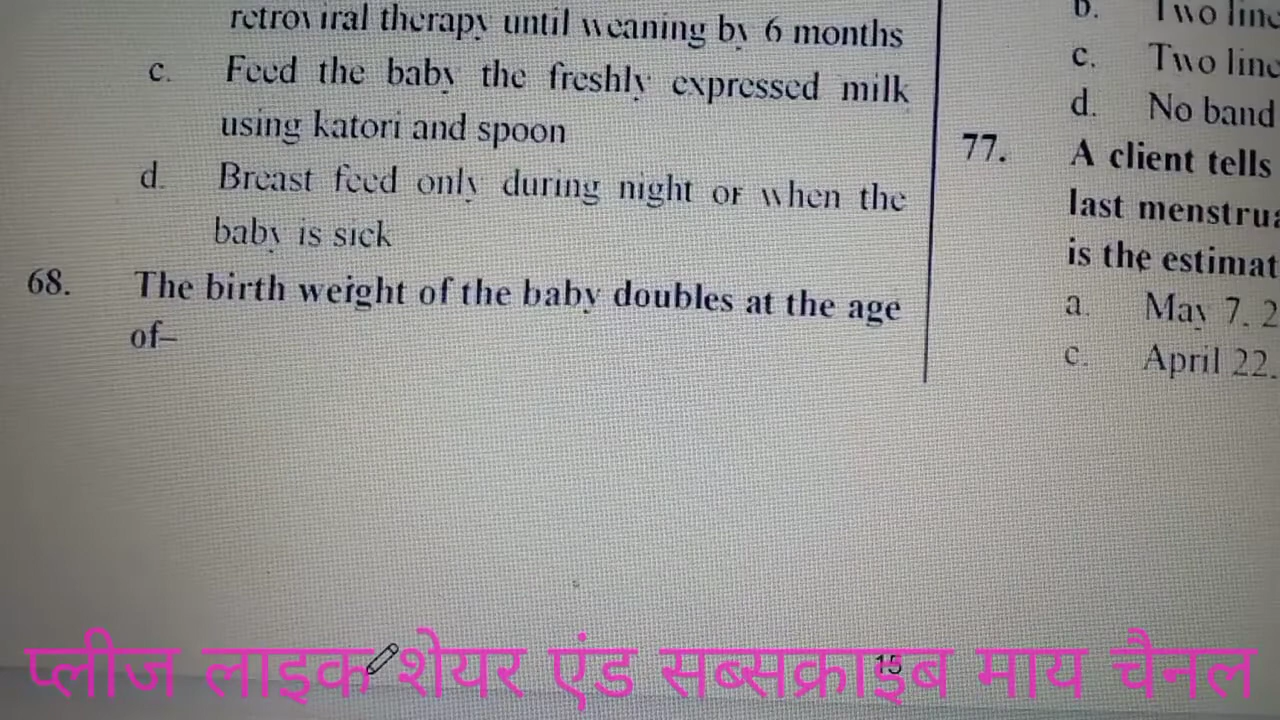 retroviral therapy until weaning by 6 months
c. Feed the baby the freshly expressed milk
using katori and spoon
d. Breast feed only during night or when the
baby is sick
68. The birth weight of the baby doubles at the age
of–
b. Two line
c. Two line
d. No band
77. A client tells
last menstrua
is the estimat
a. May 7, 2
c. April 22,
प्लीज लाइक शेयर एंड सब्सक्राइब माय चैनल
15